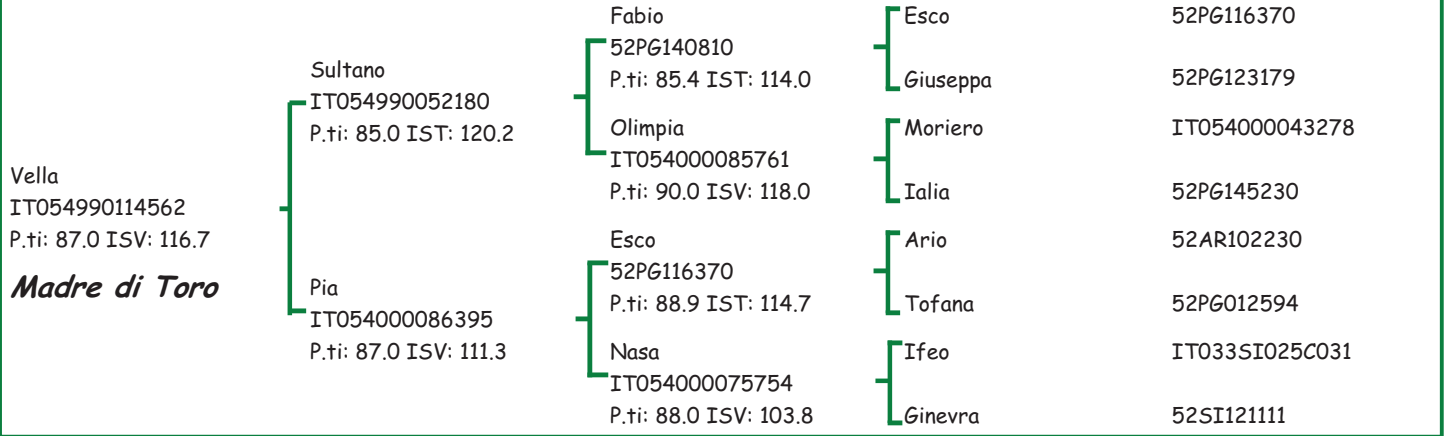 Vella
IT054990114562
P.ti: 87.0 ISV: 116.7
Madre di Toro
Sultano
IT054990052180
P.ti: 85.0 IST: 120.2
Pia
IT054000086395
P.ti: 87.0 ISV: 111.3
Fabio
52PG140810
P.ti: 85.4 IST: 114.0
Olimpia
IT054000085761
P.ti: 90.0 ISV: 118.0
Esco
52PG116370
P.ti: 88.9 IST: 114.7
Nasa
IT054000075754
P.ti: 88.0 ISV: 103.8
Esco 52PG116370
Giuseppa 52PG123179
Moriero IT054000043278
Ialia 52PG145230
Ario 52AR102230
Tofana 52PG012594
Ifeo IT033SI025C031
Ginevra 52SI121111